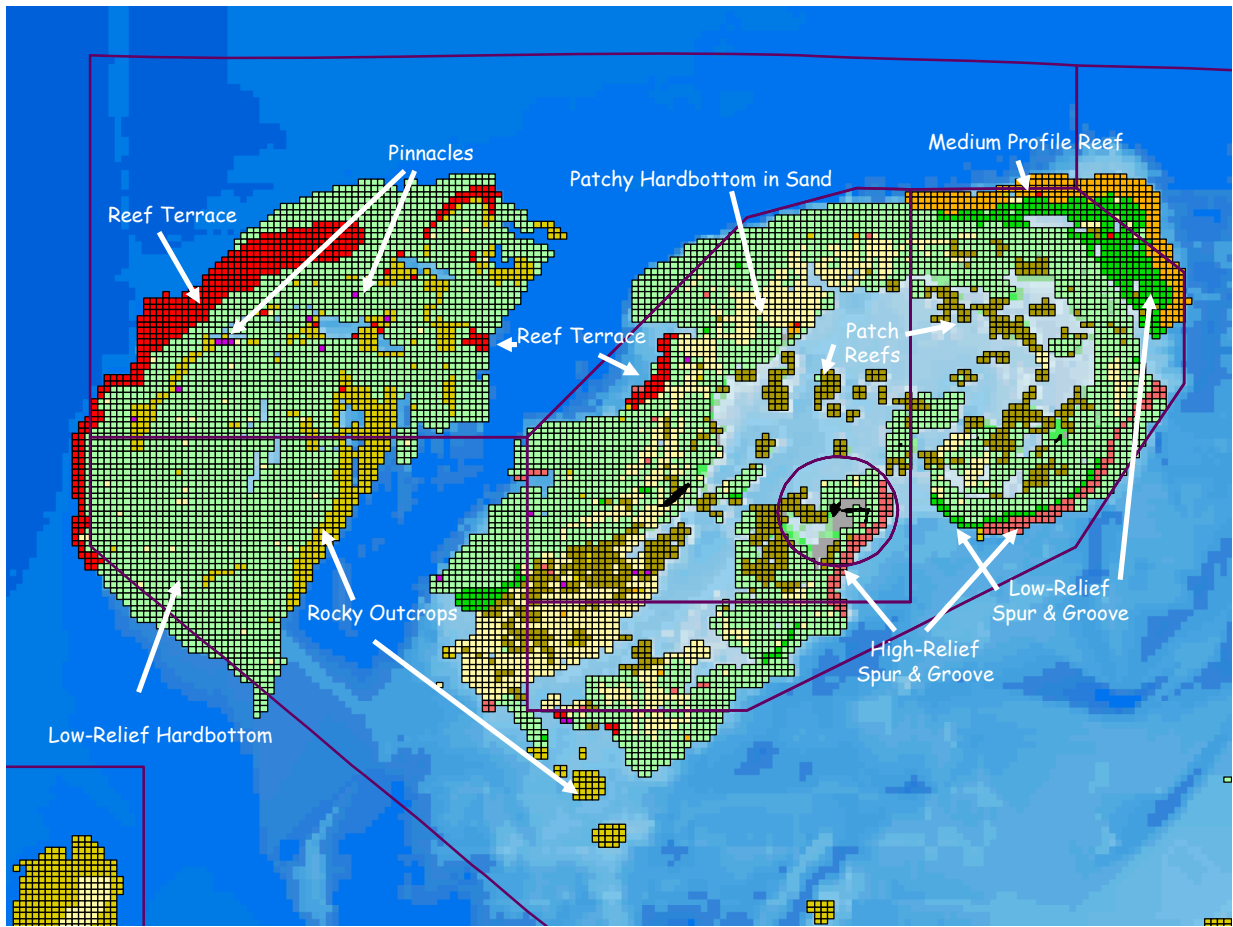 Medium Profile Reef
Pinnacles
Patchy Hardbottom in Sand
Reef Terrace
Reef Terrace
Patch
Reefs
Rocky Outcrops
Low-Relief
Spur & Groove
High-Relief
Spur & Groove
Low-Relief Hardbottom